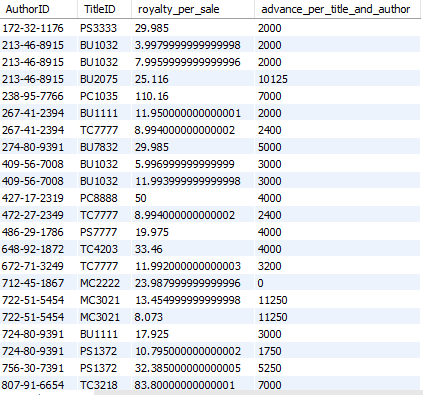 AuthorID TitleID royalty_per_sale advance_per_title_and_author
172-32-1176 PS3333 29.985 2000
213-46-8915 BU1032 3.9979999999999998 2000
213-46-8915 BU1032 7.9959999999999996 2000
213-46-8915 BU2075 25.116 10125
238-95-7766 PC1035 110.16 7000
267-41-2394 BU1111 11.950000000000001 2000
267-41-2394 TC7777 8.994000000000002 2400
274-80-9391 BU7832 29.985 5000
409-56-7008 BU1032 5.996999999999999 3000
409-56-7008 BU1032 11.993999999999998 3000
427-17-2319 PC8888 50 4000
472-27-2349 TC7777 8.994000000000002 2400
486-29-1786 PS7777 19.975 4000
648-92-1872 TC4203 33.46 4000
672-71-3249 TC7777 11.992000000000003 3200
712-45-1867 MC2222 23.987999999999996 0
722-51-5454 MC3021 13.454999999999998 11250
722-51-5454 MC3021 8.073 11250
724-80-9391 BU1111 17.925 3000
724-80-9391 PS1372 10.795000000000002 1750
756-30-7391 PS1372 32.385000000000005 5250
807-91-6654 TC3218 83.80000000000001 7000